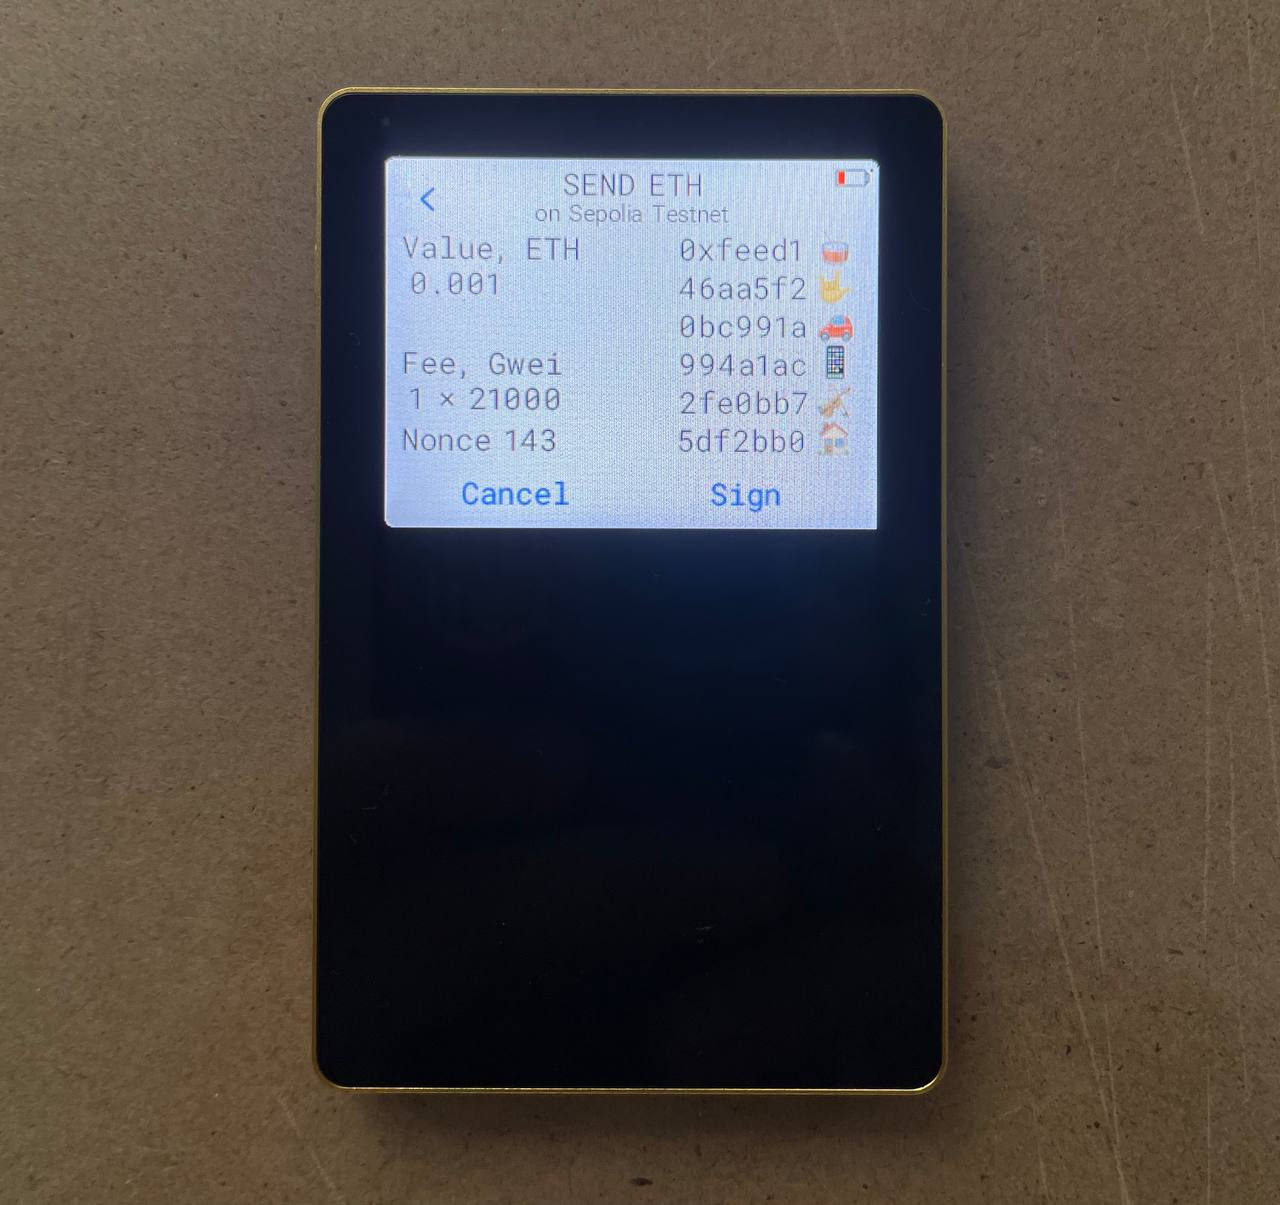 SEND ETH
on Sepolia Testnet
Value, ETH
0.001
Fee, Gwei
1 × 21000
Nonce 143
0xfeed1
46aa5f2
0bc991a
994a1ac
2fe0bb7
5df2bb0
Cancel
Sign